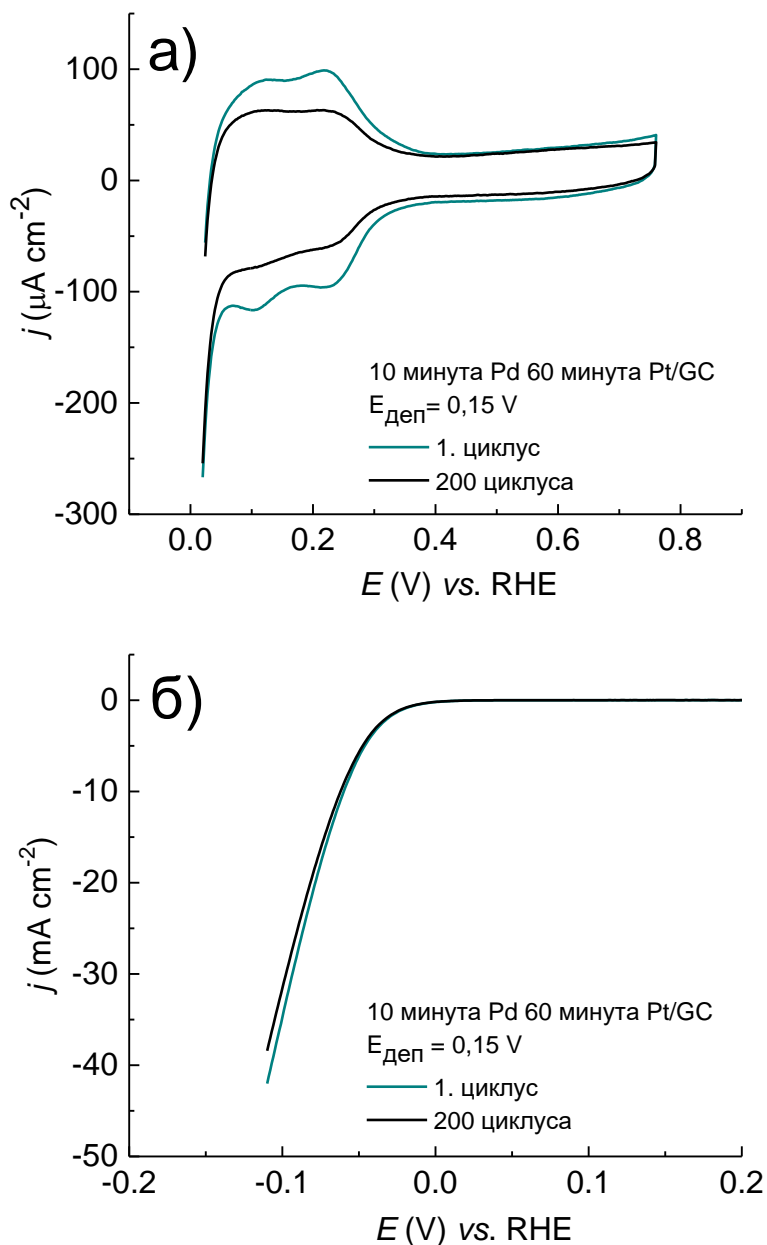 а)
100
0
-100
-200
-300
j (μA cm-2)
10 минута Pd 60 минута Pt/GC
Eдеп= 0,15 V
1. циклус
200 циклуса
0.0 0.2 0.4 0.6 0.8
E (V) vs. RHE
б)
0
-10
-20
-30
-40
-50
j (mA cm-2)
10 минута Pd 60 минута Pt/GC
Eдеп = 0,15 V
1. циклус
200 циклуса
-0.2 -0.1 0.0 0.1 0.2
E (V) vs. RHE